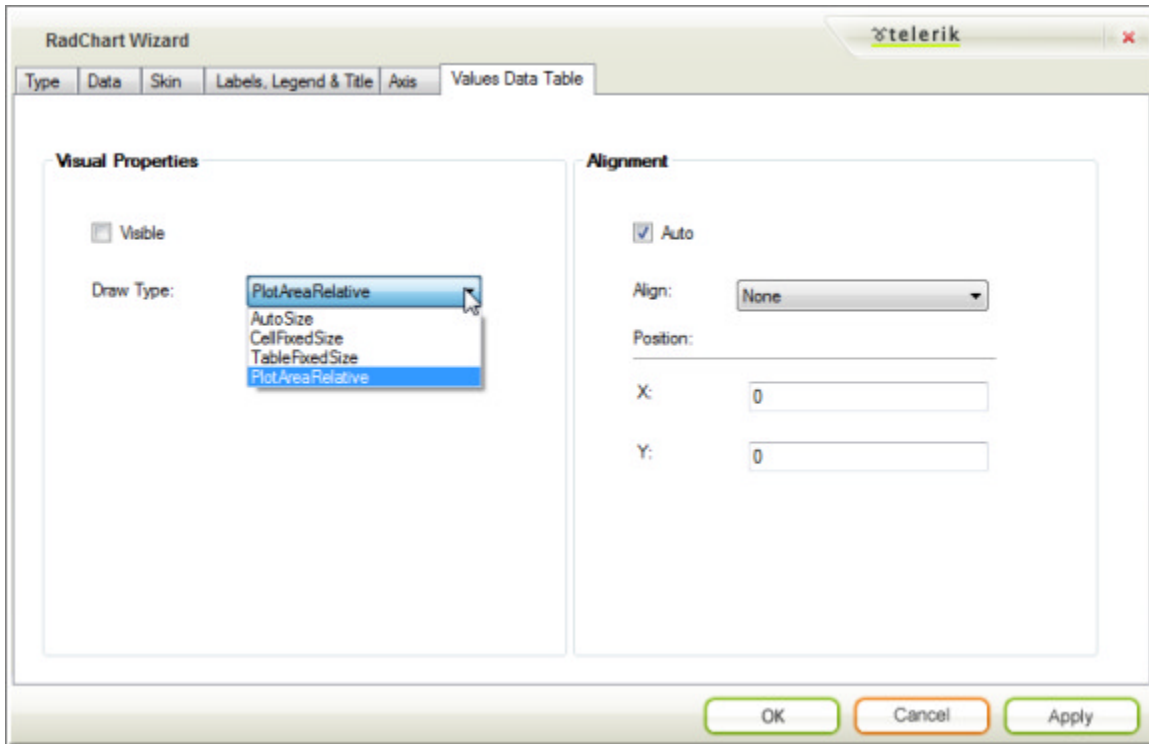 RadChart Wizard
telerik
Type Data Skin Labels, Legend & Title Axis Values Data Table
Visual Properties
Visible
Draw Type: PlotAreaRelative
AutoSize
CellFixedSize
TableFixedSize
PlotAreaRelative
Alignment
Auto
Align: None
Position:
X: 0
Y: 0
OK Cancel Apply